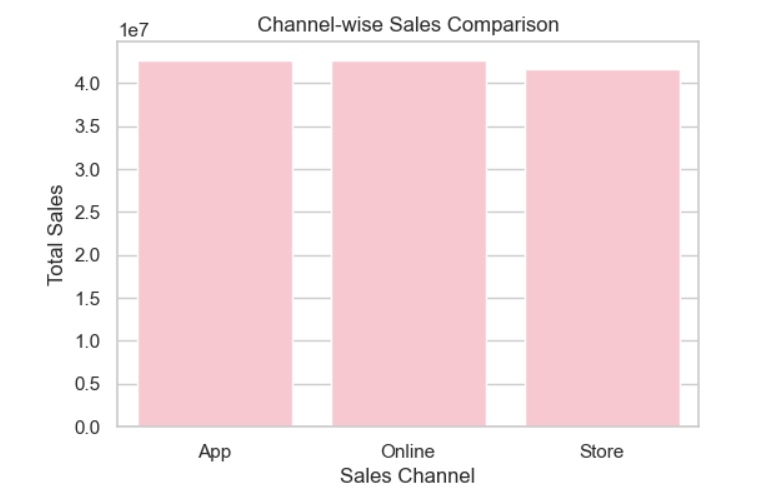 Channel-wise Sales Comparison
1e7
4.0
3.5
3.0
2.5
2.0
1.5
1.0
0.5
0.0
Total Sales
App Online Store
Sales Channel